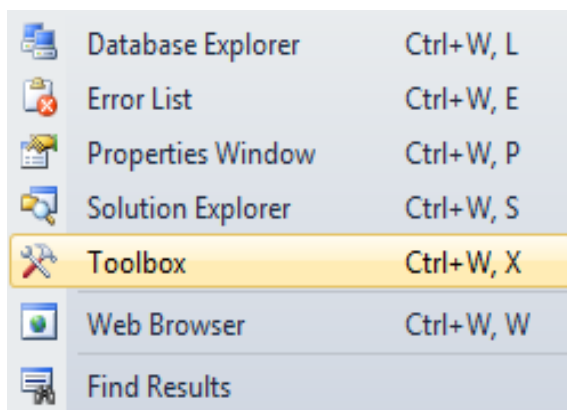 Database Explorer Ctrl+W, L
Error List Ctrl+W, E
Properties Window Ctrl+W, P
Solution Explorer Ctrl+W, S
Toolbox Ctrl+W, X
Web Browser Ctrl+W, W
Find Results